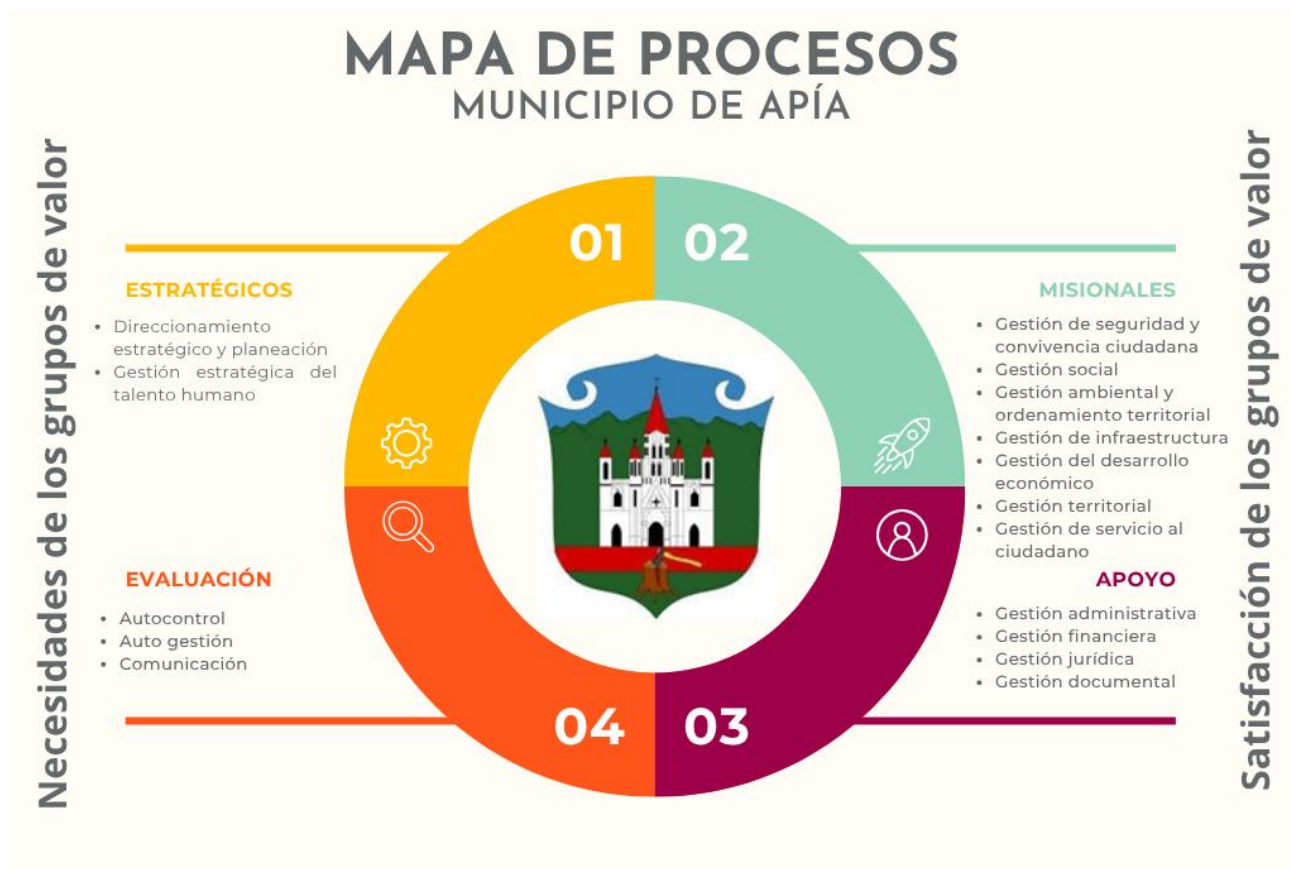 MAPA DE PROCESOS
MUNICIPIO DE APÍA
Necesidades de los grupos de valor
01
ESTRATÉGICOS
• Direccionamiento
estratégico y planeación
• Gestión estratégica del
talento humano
02
MISIONALES
• Gestión de seguridad y
convivencia ciudadana
• Gestión social
• Gestión ambiental y
ordenamiento territorial
• Gestión de infraestructura
• Gestión del desarrollo
económico
• Gestión territorial
• Gestión de servicio al
ciudadano
03
APOYO
• Gestión administrativa
• Gestión financiera
• Gestión jurídica
• Gestión documental
04
EVALUACIÓN
• Autocontrol
• Auto gestión
• Comunicación
Satisfacción de los grupos de valor